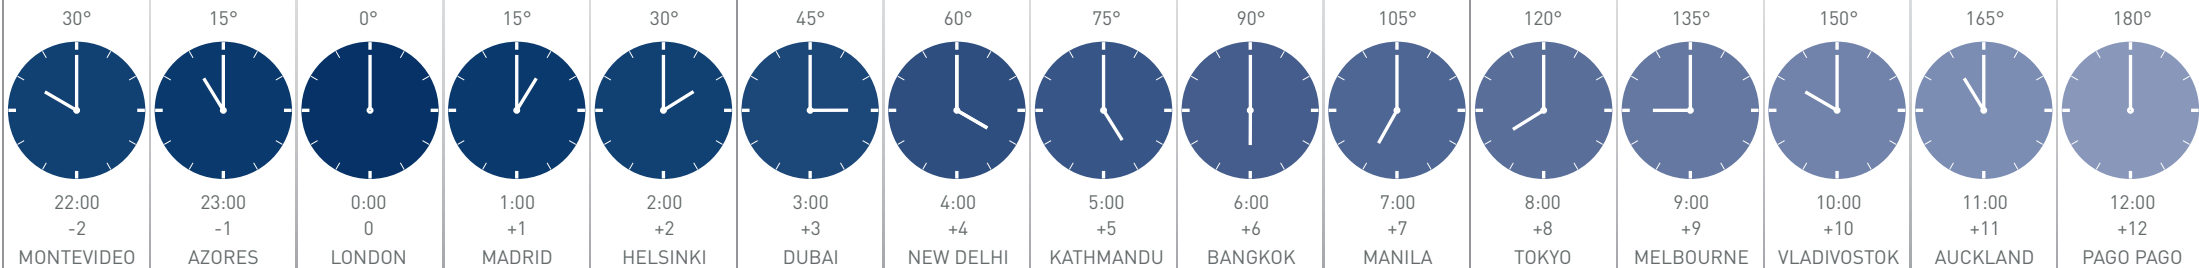 30° 15° 0° 15° 30° 45° 60° 75° 90° 105° 120° 135° 150° 165° 180°
22:00 23:00 0:00 1:00 2:00 3:00 4:00 5:00 6:00 7:00 8:00 9:00 10:00 11:00 12:00
-2 -1 0 +1 +2 +3 +4 +5 +6 +7 +8 +9 +10 +11 +12
MONTEVIDEO AZORES LONDON MADRID HELSINKI DUBAI NEW DELHI KATHMANDU BANGKOK MANILA TOKYO MELBOURNE VLADIVOSTOK AUCKLAND PAGO PAGO